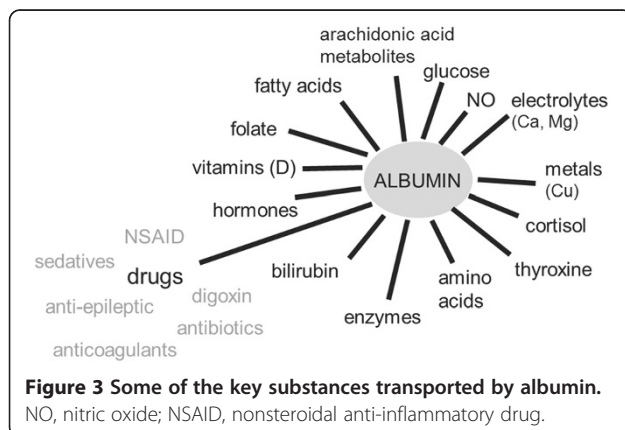 arachidonic acid
metabolites
glucose
fatty acids
NO
electrolytes
(Ca, Mg)
folate
vitamins (D)
ALBUMIN
metals
(Cu)
hormones
cortisol
NSAID
sedatives
drugs
bilirubin
thyroxine
amino
acids
digoxin
anti-epileptic
enzymes
antibiotics
anticoagulants
Figure 3 Some of the key substances transported by albumin.
NO, nitric oxide; NSAID, nonsteroidal anti-inflammatory drug.